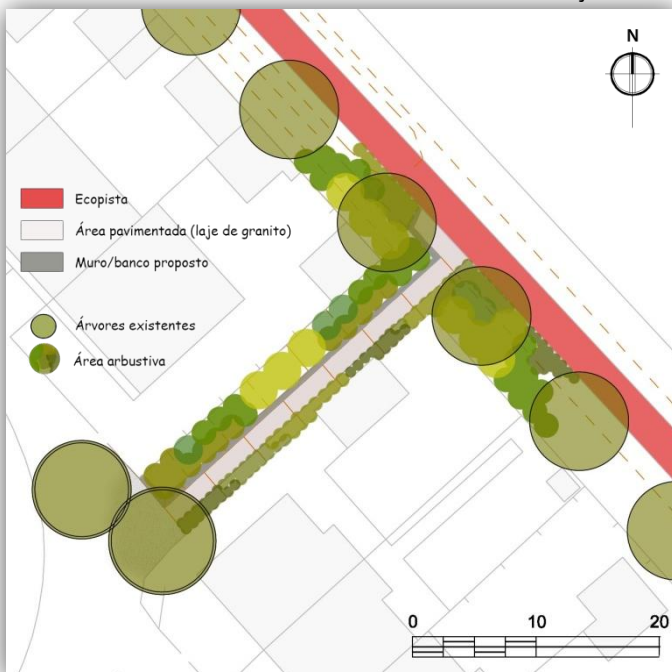 N
Ecopista
Área pavimentada (laje de granito)
Muro/banco proposto
Árvores existentes
Área arbustiva
0 10 20